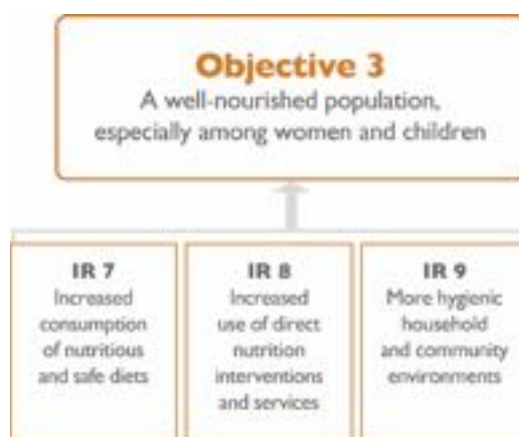 Objective 3
A well-nourished population,
especially among women and children
IR 7
Increased
consumption
of nutritious
and safe diets
IR 8
Increased
use of direct
nutrition
interventions
and services
IR 9
More hygienic
household
and community
environments